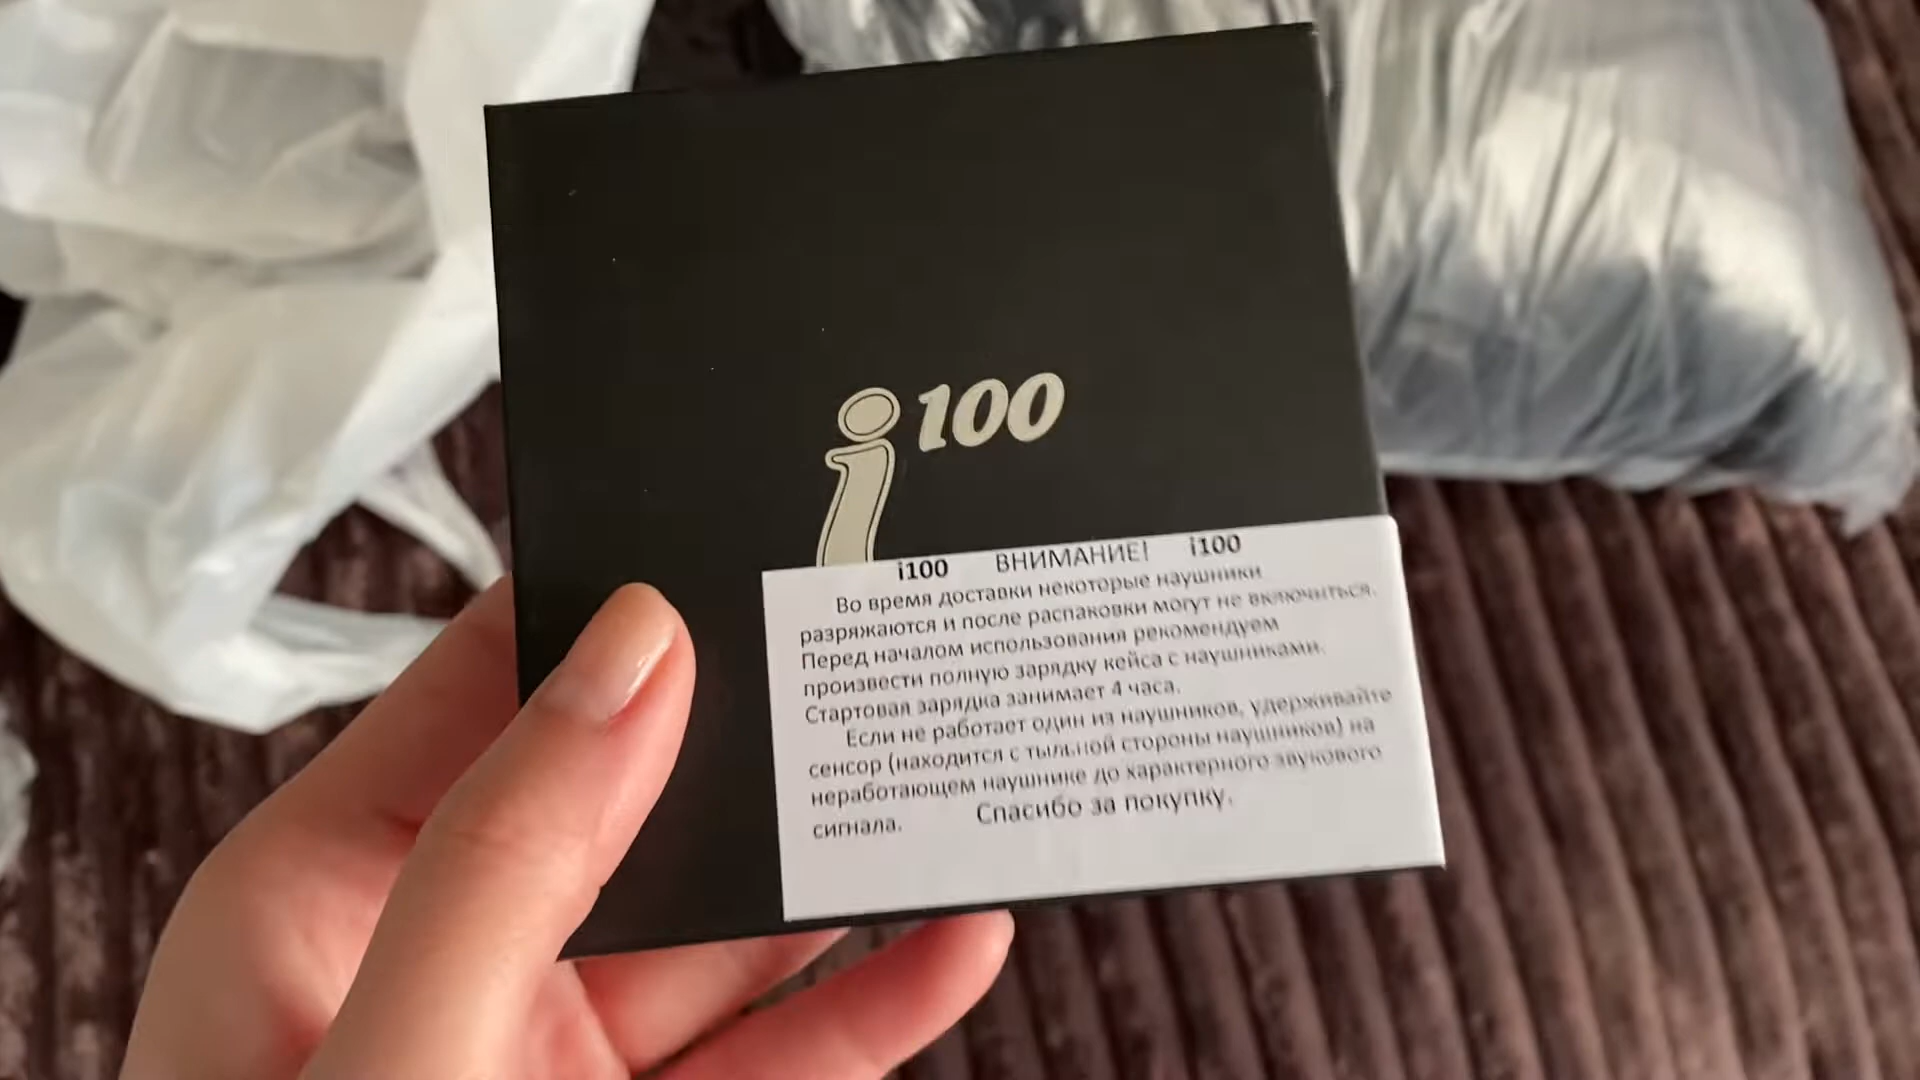 i100
i100 ВНИМАНИЕ! i100
Во время доставки некоторые наушники
разряжаются и после распаковки могут не включиться.
Перед началом использования рекомендуем
произвести полную зарядку кейса с наушниками.
Стартовая зарядка занимает 4 часа.
Если не работает один из наушников, удерживайте
сенсор (находится с тыльной стороны наушников) на
неработающем наушнике до характерного звукового
сигнала. Спасибо за покупку.